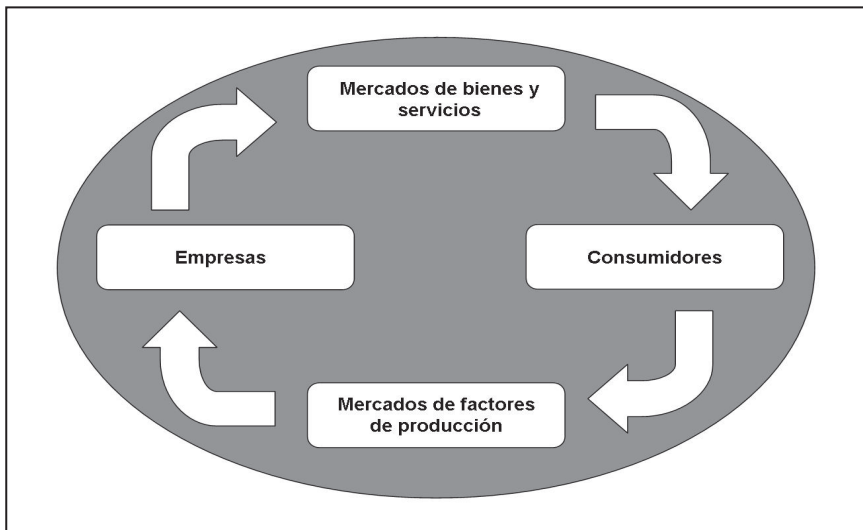 Mercados de bienes y
servicios
Empresas
Consumidores
Mercados de factores
de producción